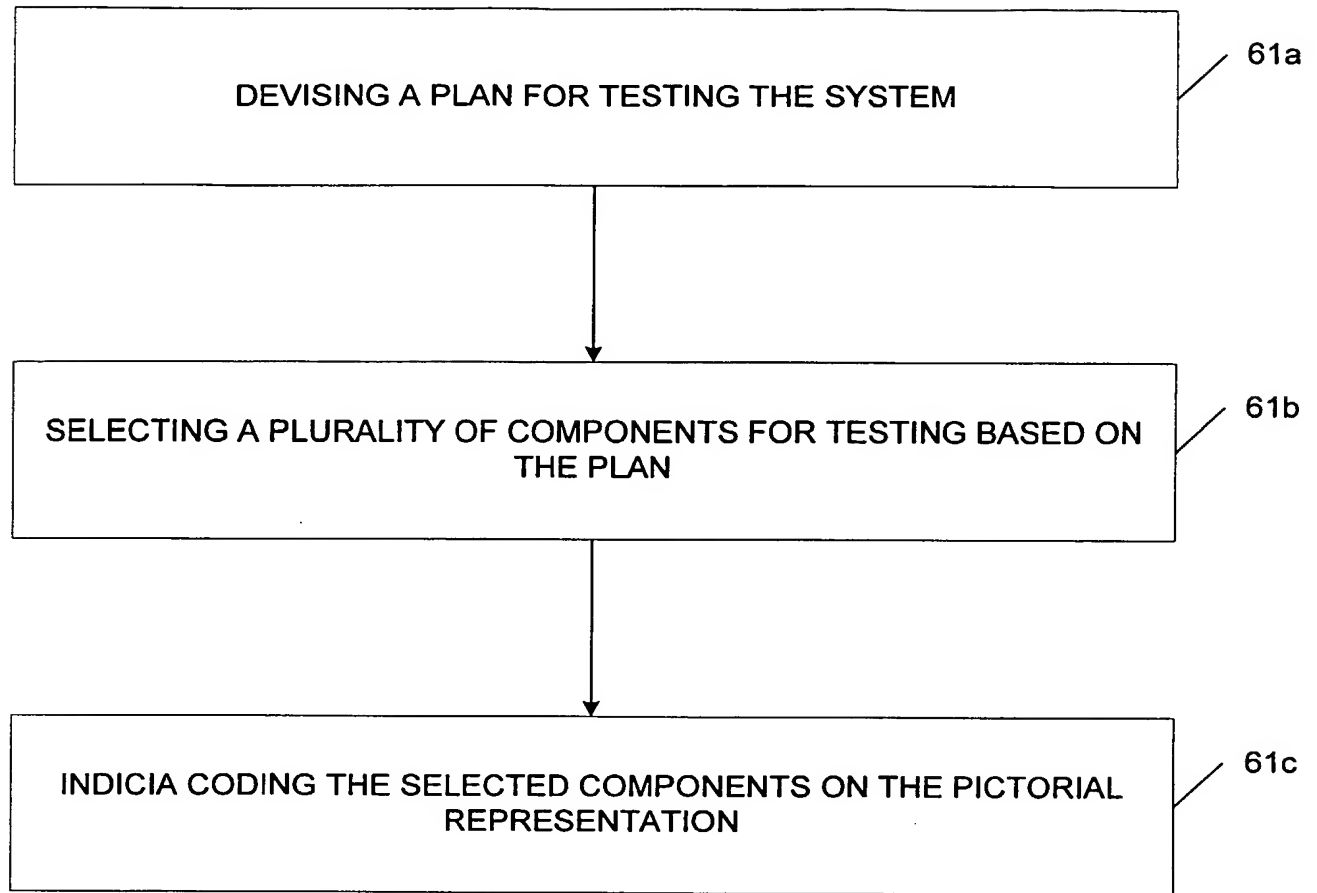 DEVISING A PLAN FOR TESTING THE SYSTEM
61a
SELECTING A PLURALITY OF COMPONENTS FOR TESTING BASED ON
THE PLAN
61b
INDICIA CODING THE SELECTED COMPONENTS ON THE PICTORIAL
REPRESENTATION
61c